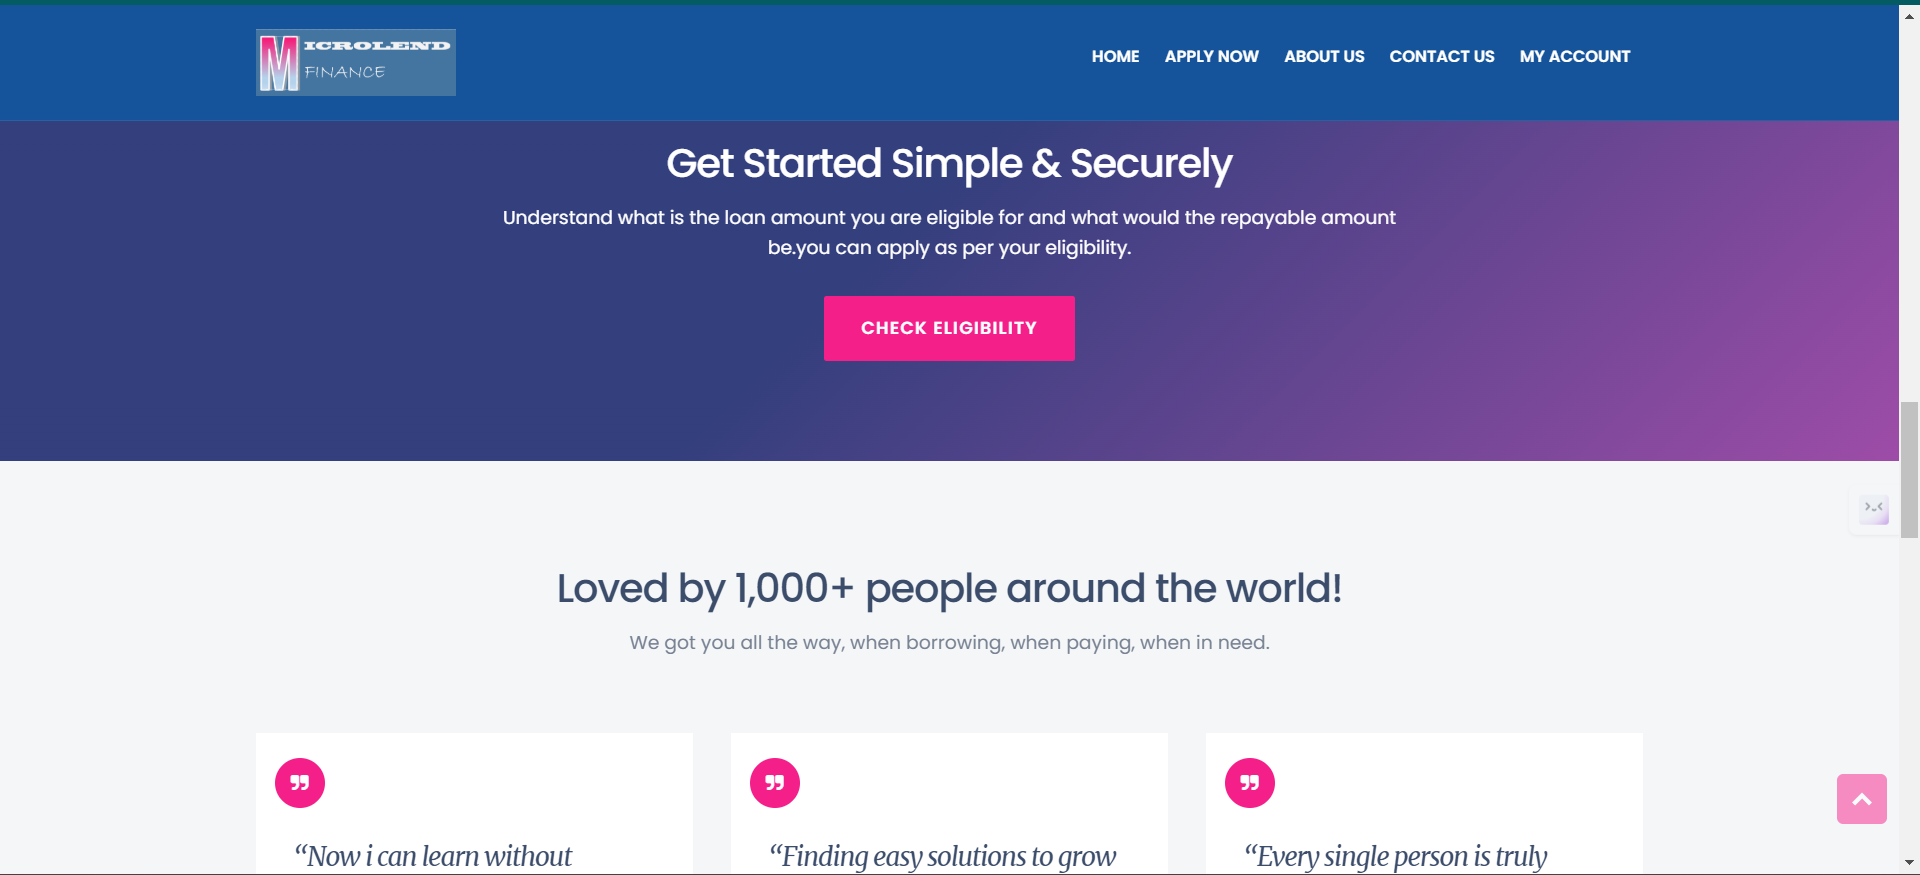 MICROLEND
FINANCE
HOME APPLY NOW ABOUT US CONTACT US MY ACCOUNT
Get Started Simple & Securely
Understand what is the loan amount you are eligible for and what would the repayable amount
be.you can apply as per your eligibility.
CHECK ELIGIBILITY
Loved by 1,000+ people around the world!
We got you all the way, when borrowing, when paying, when in need.
“Now i can learn without
“Finding easy solutions to grow
“Every single person is truly